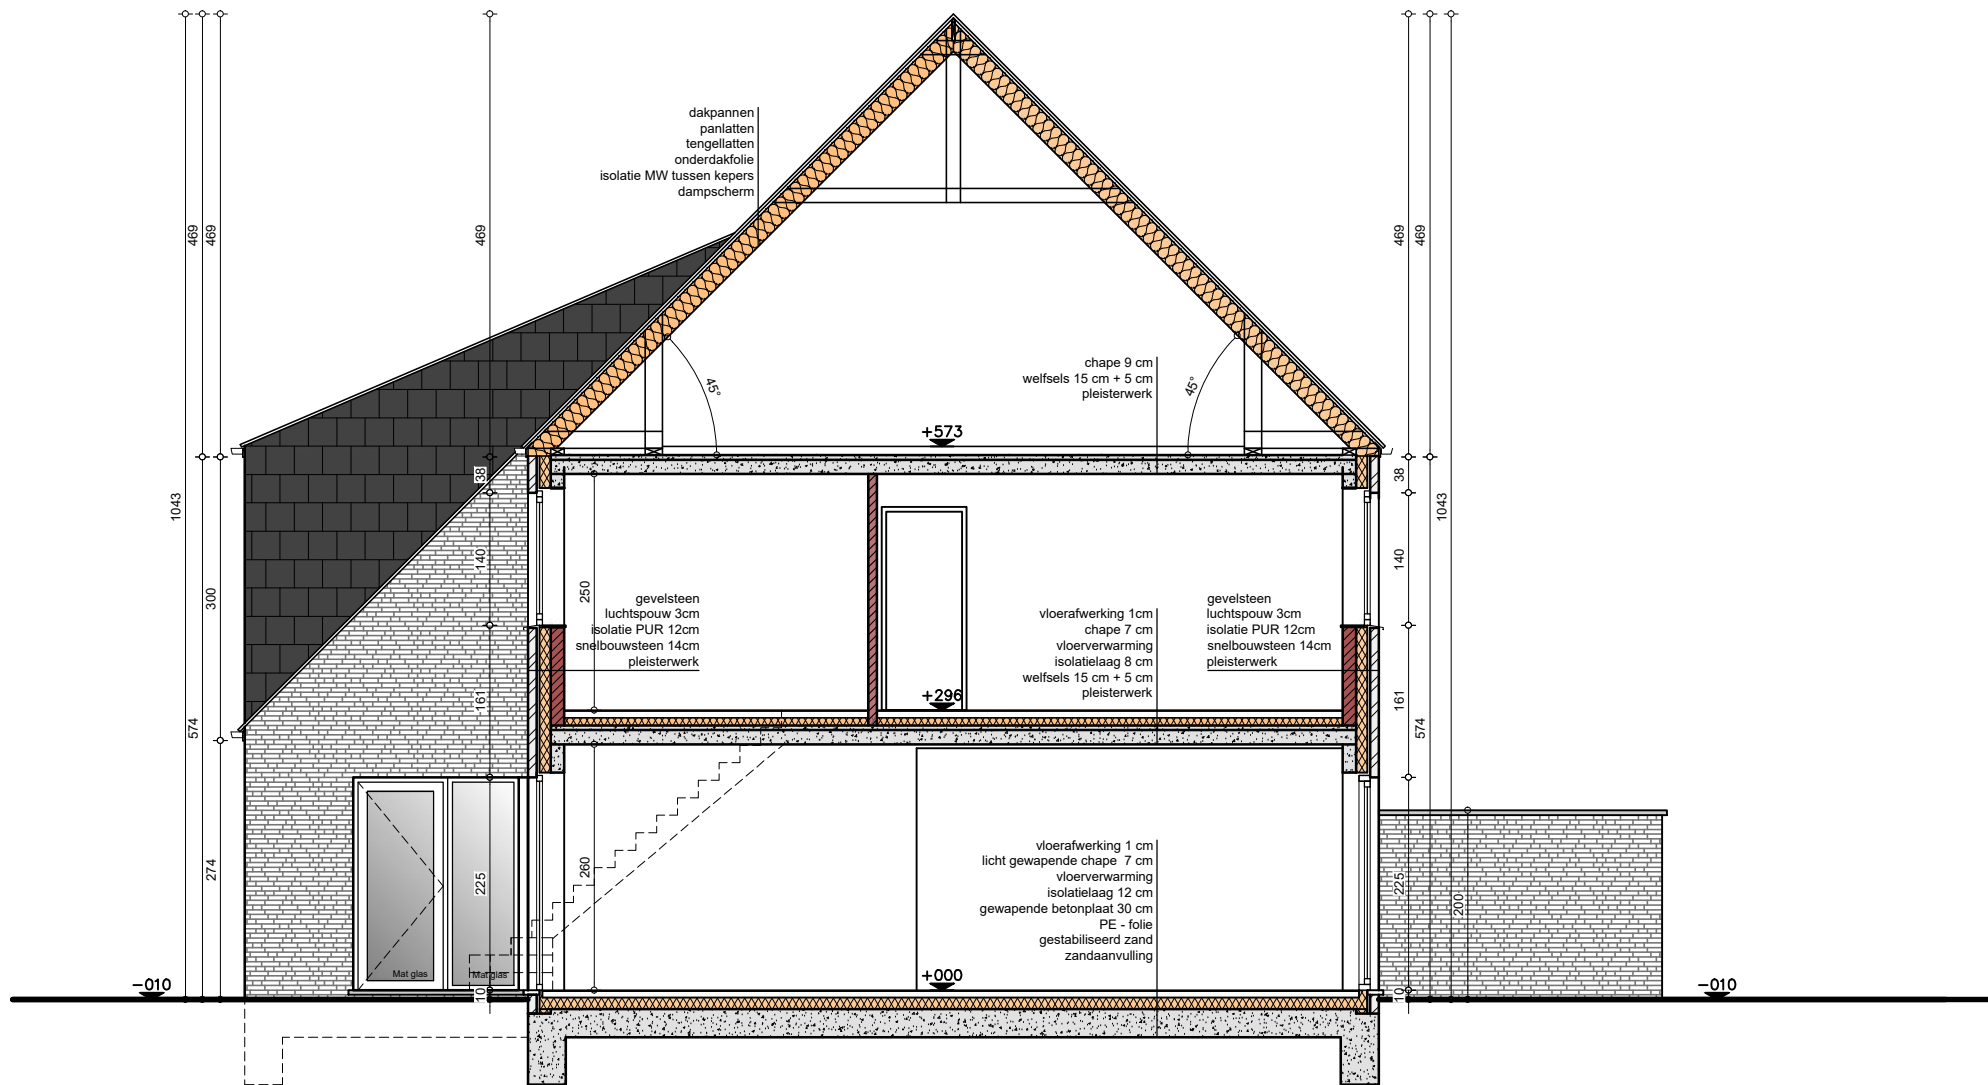 dakpannen
panlatten
tengellatten
onderdakfolie
isolatie MW tussen kepers
dampscherm
469
469
469
469
469
45°
45°
chape 9 cm
welfsels 15 cm + 5 cm
pleisterwerk
+573
38
38
1043
1043
140
140
300
250
gevelsteen
luchtspouw 3cm
isolatie PUR 12cm
snelbouwsteen 14cm
pleisterwerk
vloerafwerking 1cm
chape 7 cm
vloerverwarming
isolatielaag 8 cm
welfsels 15 cm + 5 cm
pleisterwerk
gevelsteen
luchtspouw 3cm
isolatie PUR 12cm
snelbouwsteen 14cm
pleisterwerk
+296
161
161
574
574
274
260
225
225
200
vloerafwerking 1 cm
licht gewapende chape 7 cm
vloerverwarming
isolatielaag 12 cm
gewapende betonplaat 30 cm
PE - folie
gestabiliseerd zand
zandaanvulling
Mat glas
Mat glas
+000
-010
-010
10
10